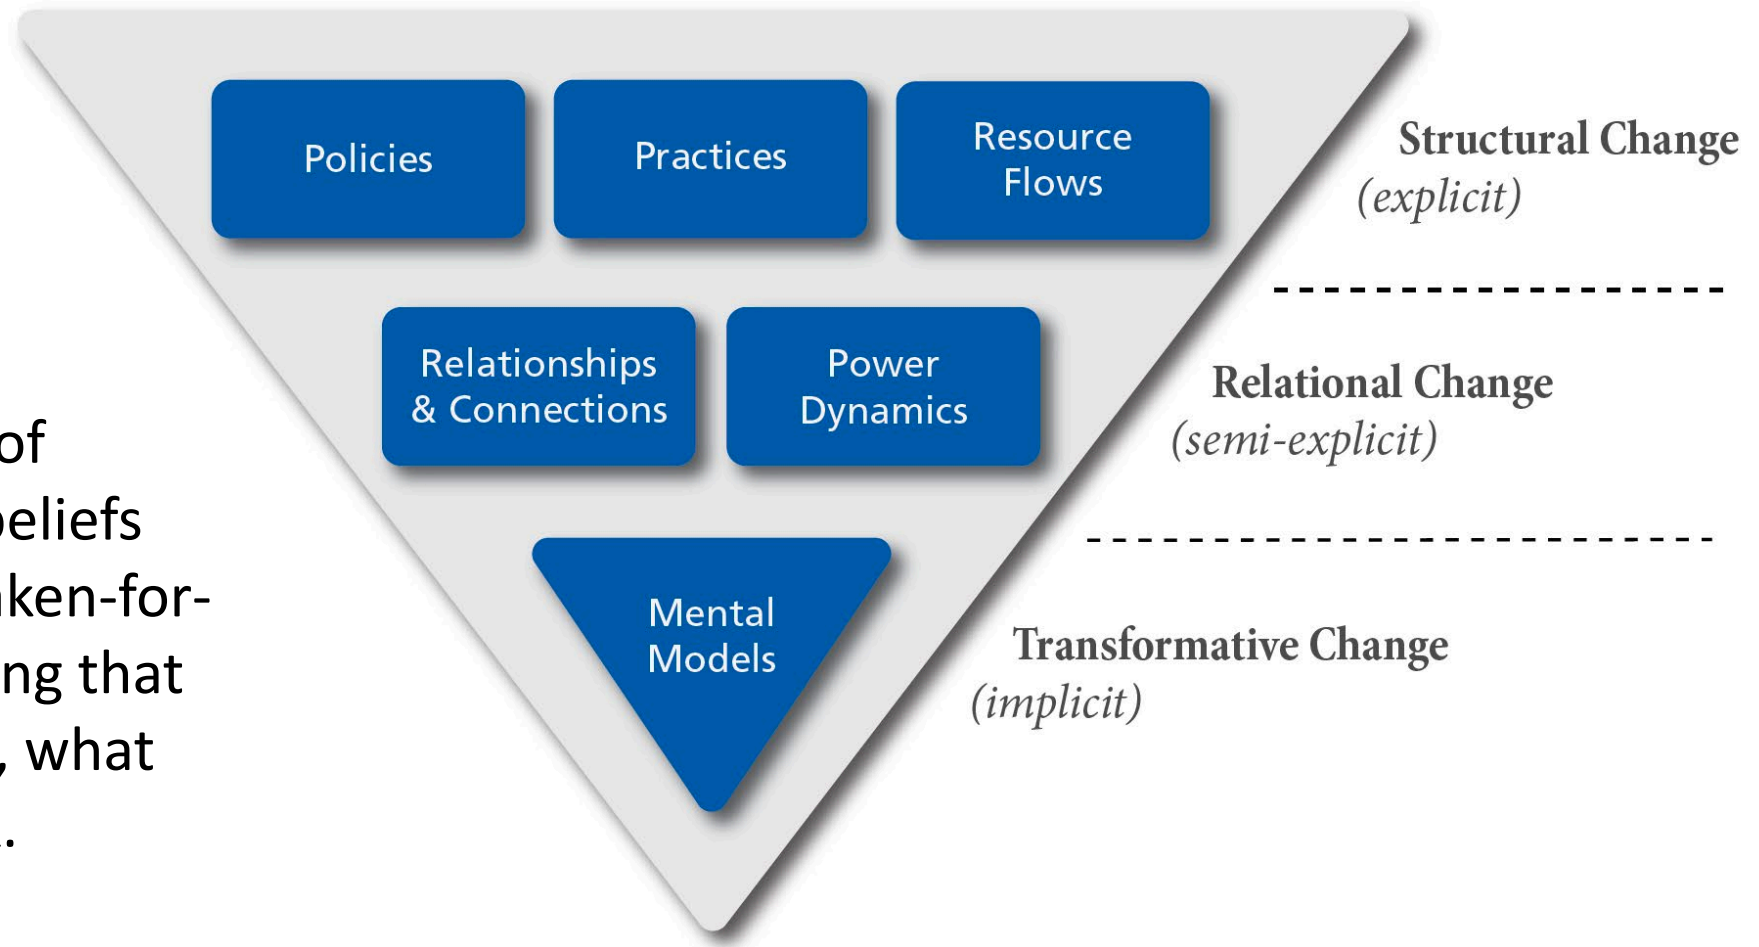 Policies
Practices
Resource
Flows
Structural Change
(explicit)
Relationships
& Connections
Power
Dynamics
Relational Change
(semi-explicit)
Mental
Models
Transformative Change
(implicit)
of
beliefs
aken-for-
ng that
, what
.